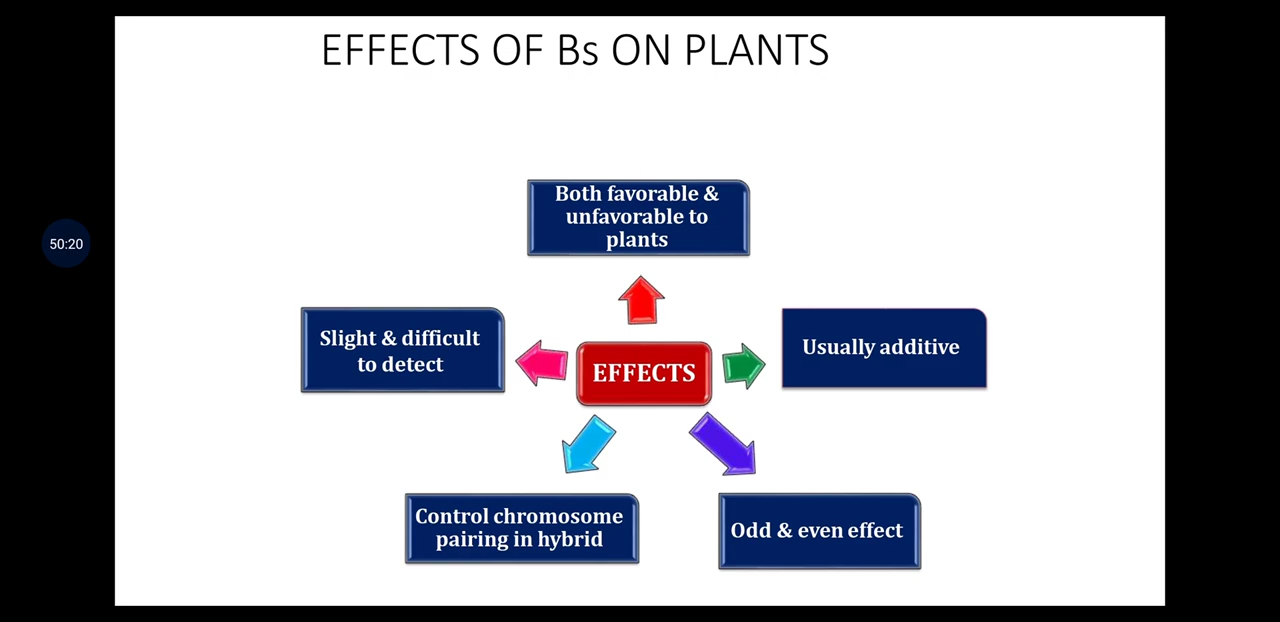 EFFECTS OF Bs ON PLANTS
50:20
Both favorable &
unfavorable to
plants
Slight & difficult
to detect
EFFECTS
Usually additive
Control chromosome
pairing in hybrid
Odd & even effect